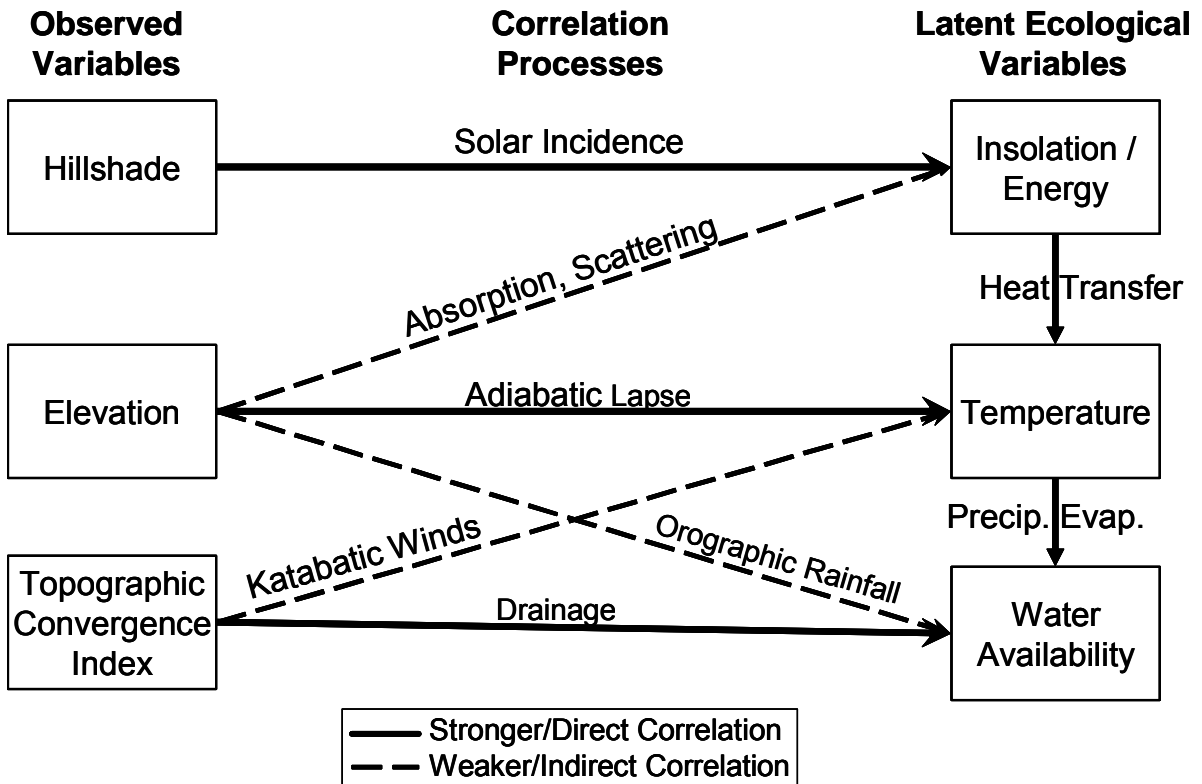 Observed
Variables
Correlation
Processes
Latent Ecological
Variables
Hillshade
Solar Incidence
Insolation /
Energy
Absorption, Scattering
Heat Transfer
Elevation
Adiabatic Lapse
Temperature
Katabatic Winds
Orographic Rainfall
Precip. Evap.
Topographic
Convergence
Index
Drainage
Water
Availability
Stronger/Direct Correlation
Weaker/Indirect Correlation